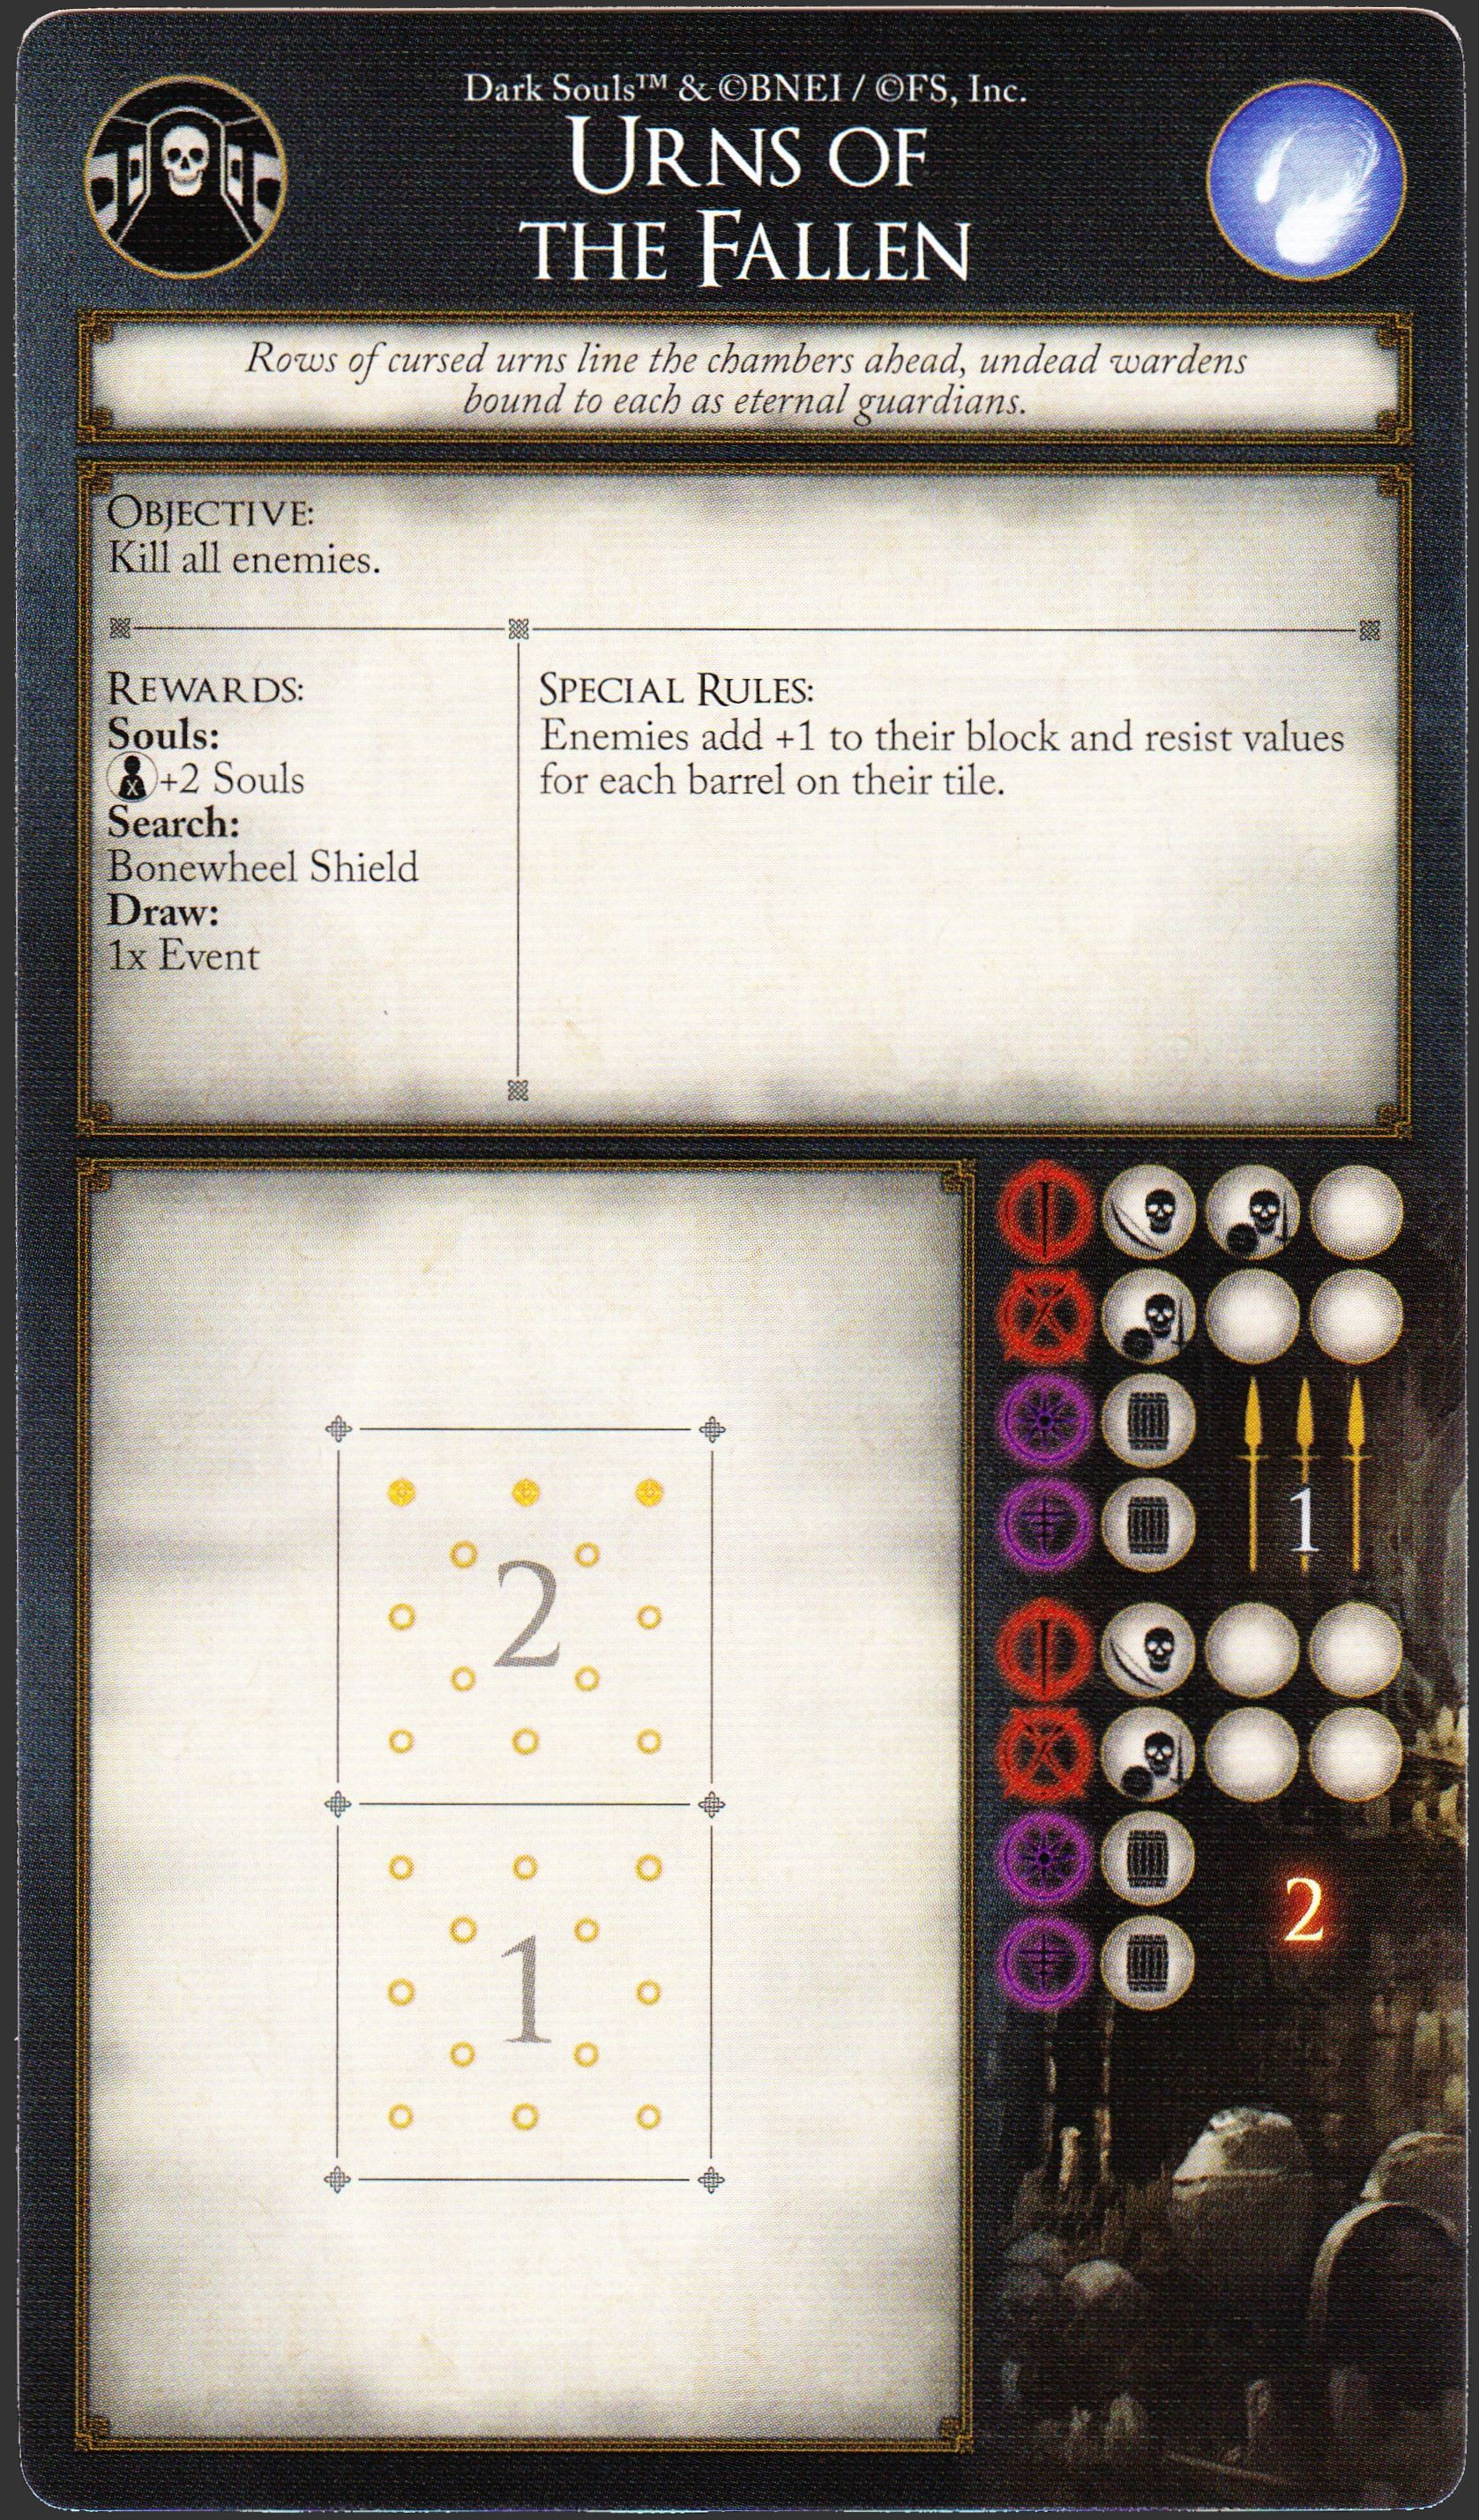 Dark Souls™ & ©BNEI / ©FS, Inc.
URNS OF
THE FALLEN
Rows of cursed urns line the chambers ahead, undead wardens
bound to each as eternal guardians.
OBJECTIVE:
Kill all enemies.
REWARDS:
Souls:
x+2 Souls
Search:
Bonewheel Shield
Draw:
1x Event
SPECIAL RULES:
Enemies add +1 to their block and resist values
for each barrel on their tile.
2
1
1
2